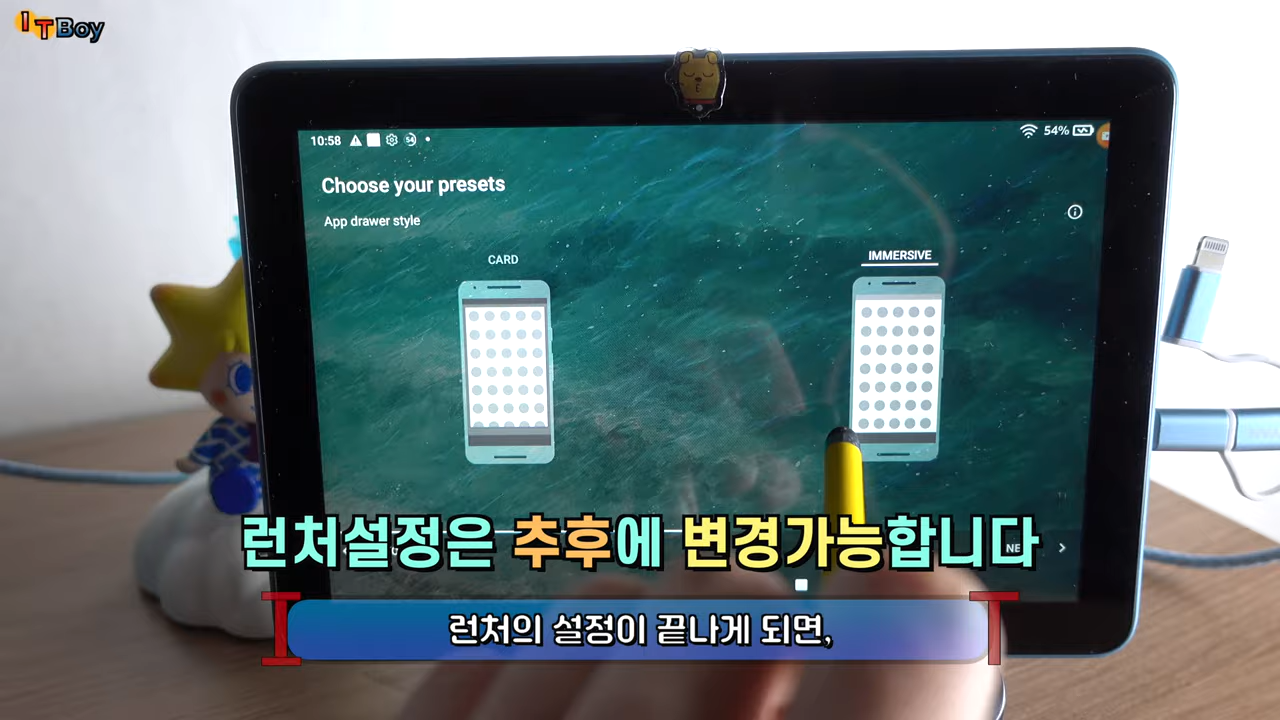 ITBoy
10:58
54
54%
Choose your presets
App drawer style
CARD
IMMERSIVE
런처설정은 추후에 변경가능합니다
NE
런처의 설정이 끝나게 되면,